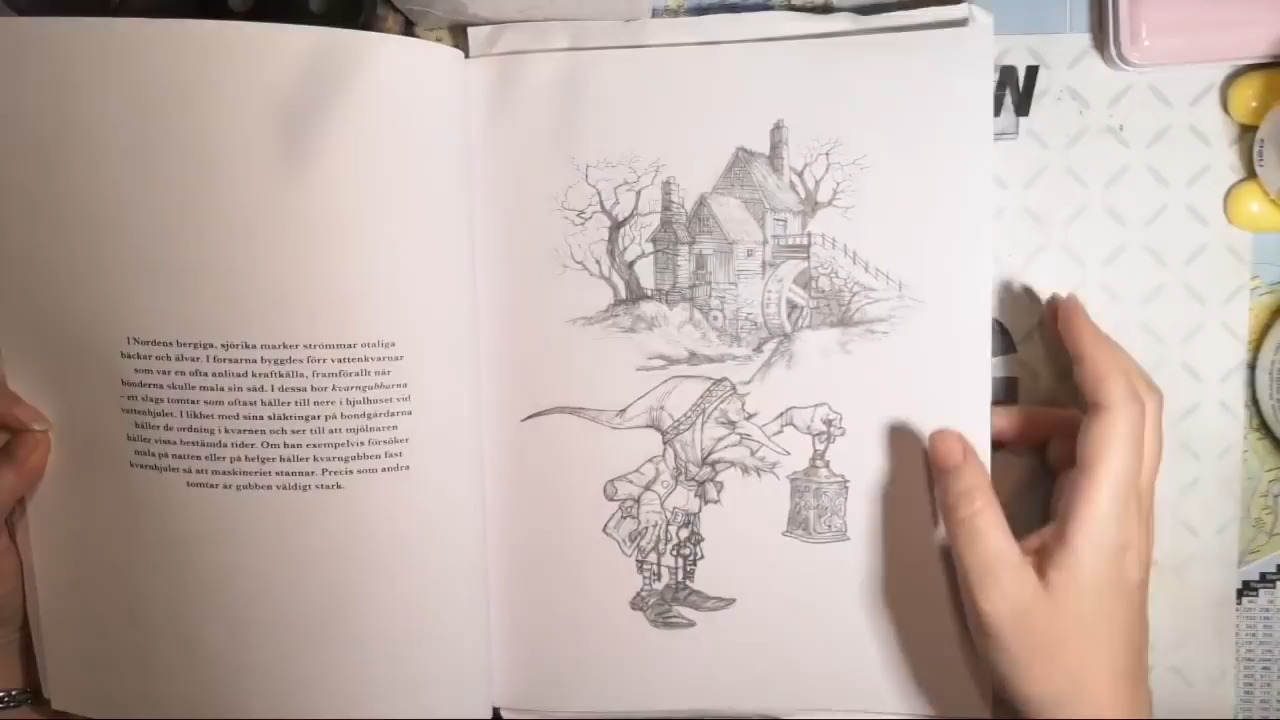 I Nordens bergiga, sjörika marker strömmar otaliga
bäckar och älvar. I forsarna byggdes förr vattenkvarnar
som var en ofta anlitad kraftkälla, framförallt när
bönderna skulle mala sin säd. I dessa bor kvarngubbarna
– ett slags tomtar som oftast håller till nere i hjulhuset vid
vattenhjulet. I likhet med sina släktingar på bondgårdarna
håller de ordning i kvarnen och ser till att mjölnaren
håller vissa bestämda tider. Om han exempelvis försöker
mala på natten eller på helger håller kvarngubben fast
kvarnhjulet så att maskineriet stannar. Precis som andra
tomtar är gubben väldigt stark.
W